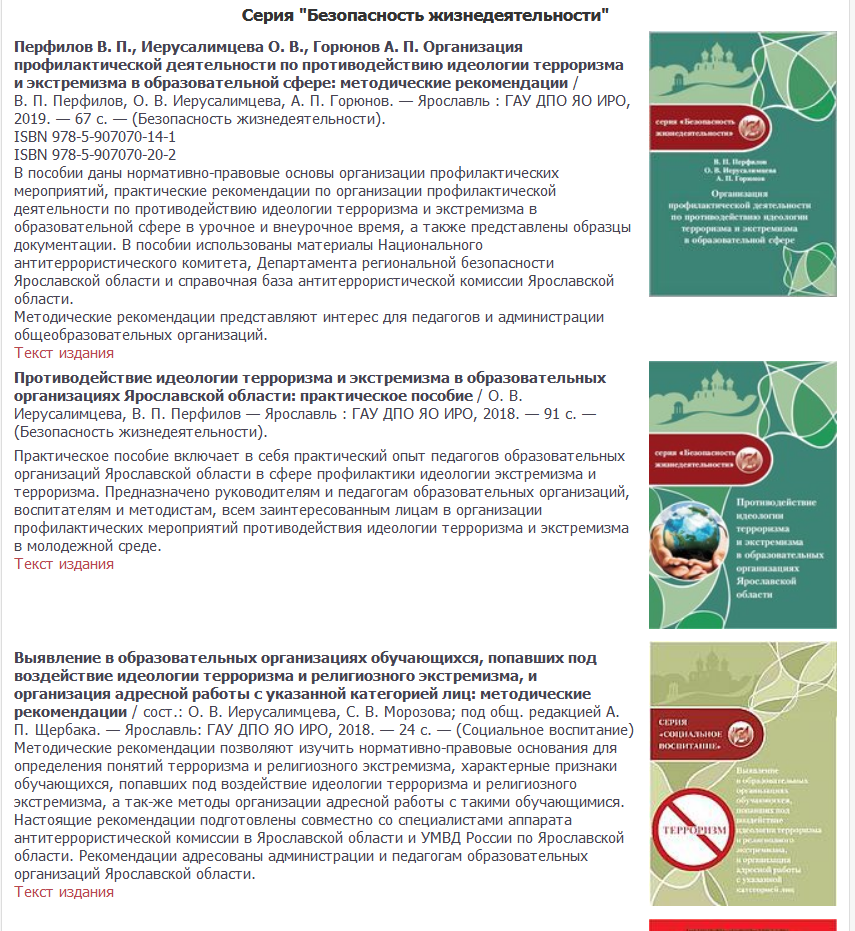 Серия "Безопасность жизнедеятельности"
Перфилов В. П., Иерусалимцева О. В., Горюнов А. П. Организация
профилактической деятельности по противодействию идеологии терроризма
и экстремизма в образовательной сфере: методические рекомендации /
В. П. Перфилов, О. В. Иерусалимцева, А. П. Горюнов. — Ярославль : ГАУ ДПО ЯО ИРО,
2019. — 67 с. — (Безопасность жизнедеятельности).
ISBN 978-5-907070-14-1
ISBN 978-5-907070-20-2
В пособии даны нормативно-правовые основы организации профилактических
мероприятий, практические рекомендации по организации профилактической
деятельности по противодействию идеологии терроризма и экстремизма в
образовательной сфере в урочное и внеурочное время, а также представлены образцы
документации. В пособии использованы материалы Национального
антитеррористического комитета, Департамента региональной безопасности
Ярославской области и справочная база антитеррористической комиссии Ярославской
области.
Методические рекомендации представляют интерес для педагогов и администрации
общеобразовательных организаций.
Текст издания
серия «Безопасность
жизнедеятельности»
В. П. Перфилов
О. В. Иерусалимцева
А. П. Горюнов
Организация
профилактической деятельности
по противодействию идеологии
терроризма и экстремизма
в образовательной сфере
Противодействие идеологии терроризма и экстремизма в образовательных
организациях Ярославской области: практическое пособие / О. В.
Иерусалимцева, В. П. Перфилов — Ярославль : ГАУ ДПО ЯО ИРО, 2018. — 91 с. —
(Безопасность жизнедеятельности).
Практическое пособие включает в себя практический опыт педагогов образовательных
организаций Ярославской области в сфере профилактики идеологии экстремизма и
терроризма. Предназначено руководителям и педагогам образовательных организаций,
воспитателям и методистам, всем заинтересованным лицам в организации
профилактических мероприятий противодействия идеологии терроризма и экстремизма
в молодежной среде.
Текст издания
серия «Безопасность
жизнедеятельности»
Противодействие
идеологии
терроризма
и экстремизма
в образовательных
организациях
Ярославской
области
Выявление в образовательных организациях обучающихся, попавших под
воздействие идеологии терроризма и религиозного экстремизма, и
организация адресной работы с указанной категорией лиц: методические
рекомендации / сост.: О. В. Иерусалимцева, С. В. Морозова; под общ. редакцией А.
П. Щербака. — Ярославль: ГАУ ДПО ЯО ИРО, 2018. — 24 с. — (Социальное воспитание)
Методические рекомендации позволяют изучить нормативно-правовые основания для
определения понятий терроризма и религиозного экстремизма, характерные признаки
обучающихся, попавших под воздействие идеологии терроризма и религиозного
экстремизма, а так-же методы организации адресной работы с такими обучающимися.
Настоящие рекомендации подготовлены совместно со специалистами аппарата
антитеррористической комиссии в Ярославской области и УМВД России по Ярославской
области. Рекомендации адресованы администрации и педагогам образовательных
организаций Ярославской области.
Текст издания
СЕРИЯ
«СОЦИАЛЬНОЕ
ВОСПИТАНИЕ»
Выявление
в образовательных
организациях
обучающихся,
попавших под
воздействие
идеологии терроризма
и религиозного
экстремизма,
и организация
адресной работы
с указанной
категорией лиц
ТЕРРОРИЗМ